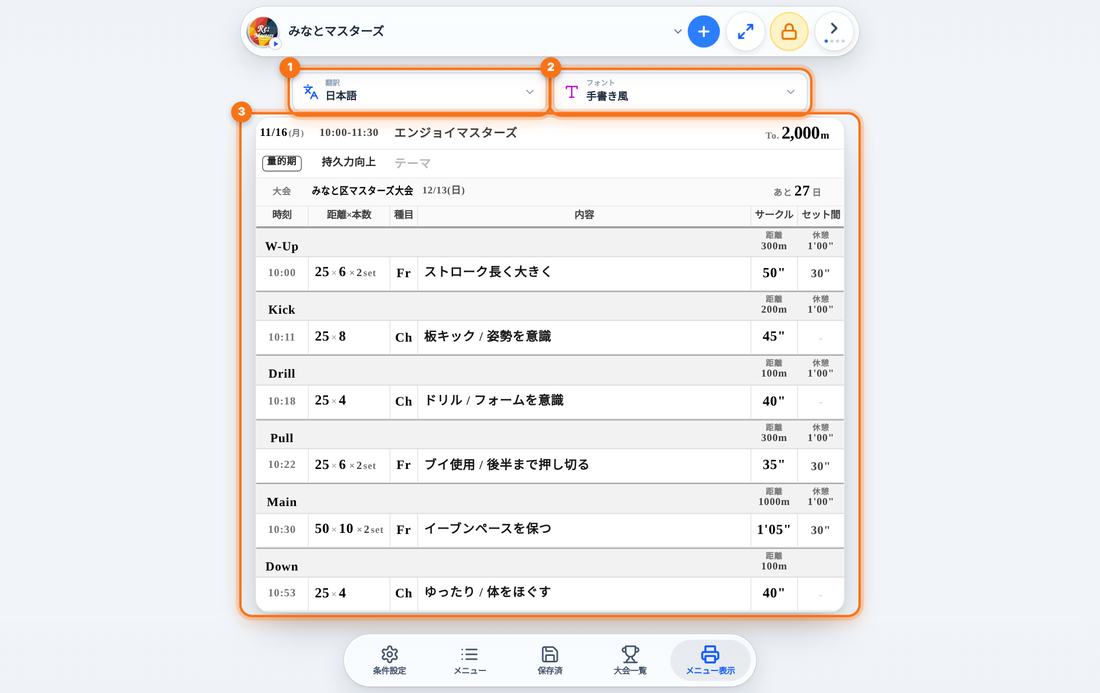 Re:
Masters
みなとマスターズ
1
2
翻訳
日本語
フォント
手書き風
3
11/16(月) 10:00-11:30 エンジョイマスターズ To. 2,000m
量的期 持久力向上 テーマ
大会 みなと区マスターズ大会 12/13(日) あと 27 日
時刻 距離×本数 種目 内容 サークル セット間
W-Up 距離 300m 休憩 1'00"
10:00 25×6×2set Fr ストローク長く大きく 50" 30"
Kick 距離 200m 休憩 1'00"
10:11 25×8 Ch 板キック / 姿勢を意識 45" -
Drill 距離 100m 休憩 1'00"
10:18 25×4 Ch ドリル / フォームを意識 40" -
Pull 距離 300m 休憩 1'00"
10:22 25×6×2set Fr ブイ使用 / 後半まで押し切る 35" 30"
Main 距離 1000m 休憩 1'00"
10:30 50×10×2set Fr イーブンペースを保つ 1'05" 30"
Down 距離 100m
10:53 25×4 Ch ゆったり / 体をほぐす 40" -
条件設定 メニュー 保存済 大会一覧 メニュー表示